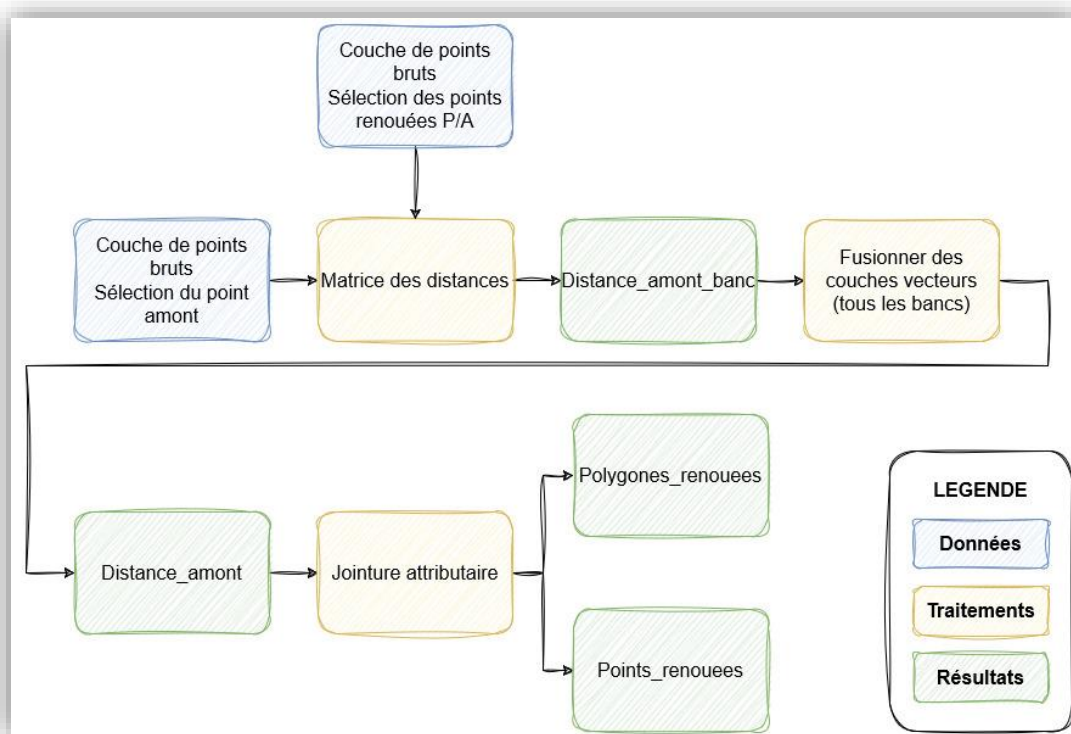 Couche de points
bruts
Sélection des points
renouées P/A
Couche de points
bruts
Sélection du point
amont
Matrice des distances
Distance_amont_banc
Fusionner des
couches vecteurs
(tous les bancs)
Distance_amont
Jointure attributaire
Polygones_renouees
Points_renouees
LEGENDE
Données
Traitements
Résultats